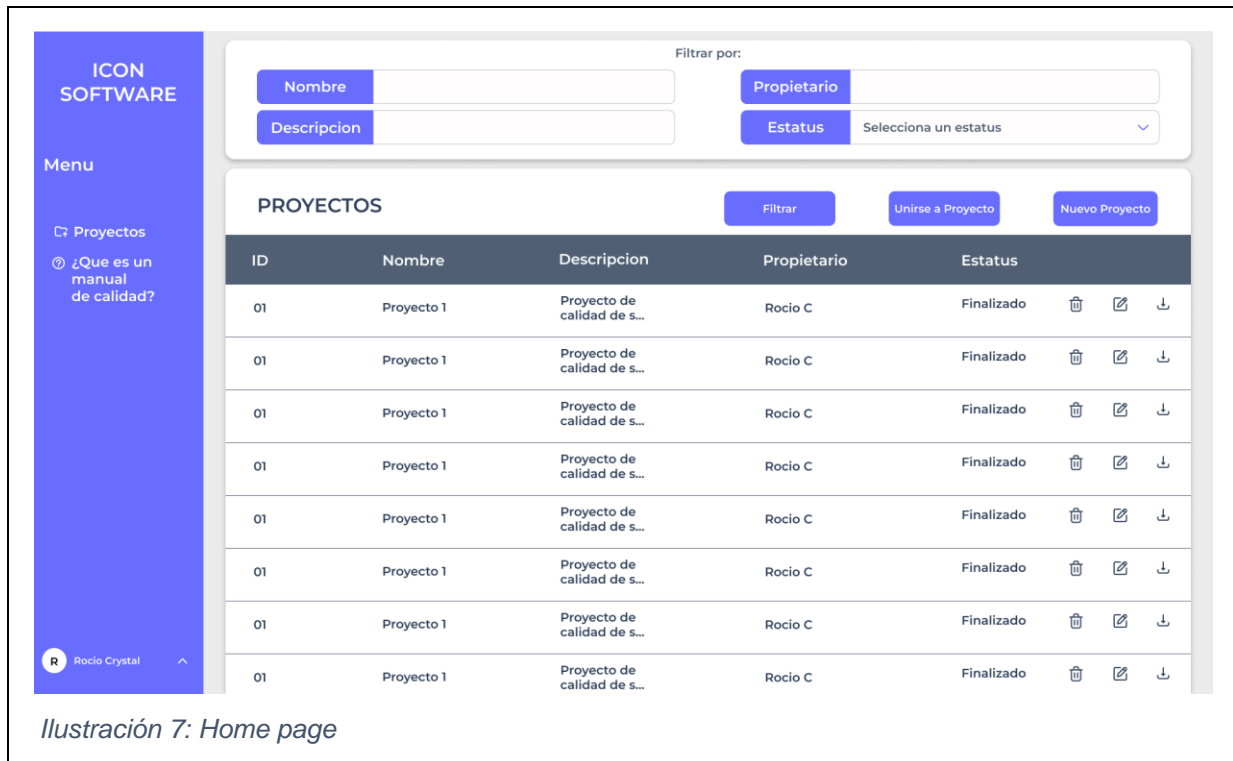 ICON
SOFTWARE
Menu
Proyectos
¿Que es un
manual
de calidad?
R Rocio Crystal
Filtrar por:
Nombre
Propietario
Descripcion
Estatus Selecciona un estatus
PROYECTOS
Filtrar Unirse a Proyecto Nuevo Proyecto
ID Nombre Descripcion Propietario Estatus
01 Proyecto 1 Proyecto de
calidad de s... Rocio C Finalizado
01 Proyecto 1 Proyecto de
calidad de s... Rocio C Finalizado
01 Proyecto 1 Proyecto de
calidad de s... Rocio C Finalizado
01 Proyecto 1 Proyecto de
calidad de s... Rocio C Finalizado
01 Proyecto 1 Proyecto de
calidad de s... Rocio C Finalizado
01 Proyecto 1 Proyecto de
calidad de s... Rocio C Finalizado
01 Proyecto 1 Proyecto de
calidad de s... Rocio C Finalizado
01 Proyecto 1 Proyecto de
calidad de s... Rocio C Finalizado
Ilustración 7: Home page